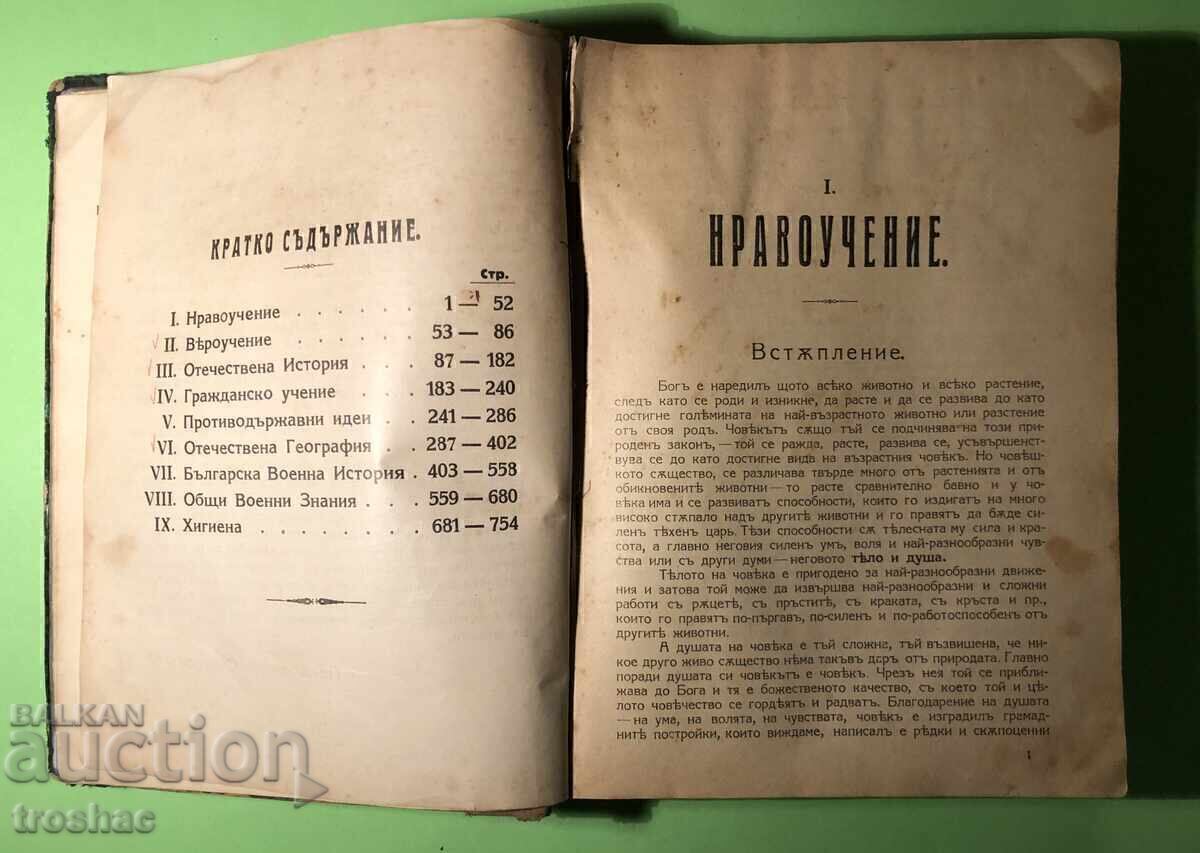 КРАТКО СЪДЪРЖАНИЕ.
Стр.
I. Нравоучение . . . . . 1 — 52
II. Вѣроучение . . . . . 53 — 86
III. Отечествена История . . . 87 — 182
IV. Гражданско учение . . . 183 — 240
V. Противодържавни идеи . . 241 — 286
VI. Отечествена География . . 287 — 402
VII. Българска Военна История . 403 — 558
VIII. Общи Военни Знания . . . 559 — 680
IX. Хигиена . . . . . . . 681 — 754
I.
НРАВОУЧЕНИЕ.
Встѫпление.
Богъ е наредилъ щото всѣко животно и всѣко растение,
следъ като се роди и изникне, да расте и да се развива до като
достигне големината на най-възрастното животно или разстение
отъ своя родъ. Човѣкътъ сѫщо тъй се подчинява на този при-
роденъ законъ, — той се ражда, расте, развива се, усъвършенст-
вува се до като достигне вида на възрастния човѣкъ. Но човѣш-
кото сѫщество, се различава твърде много отъ растенията и отъ
обикновенитѣ животни — то расте сравнително бавно и у чо-
вѣка има и се развиватъ способности, които го издигатъ на много
високо стѫпало надъ другитѣ животни и го правятъ да бѫде си-
ленъ тѣхенъ царь. Тѣзи способности сѫ тѣлесната му сила и кра-
сота, а главно неговия силенъ умъ, воля и най-разнообразни чув-
ства или съ други думи — неговото тѣло и душа.
Тѣлото на човѣка е пригодено за най-разнообразни движе-
ния и затова той може да извършва най-разнообразни и сложни
работи съ рѫцетѣ, съ пръститѣ, съ краката, съ кръста и пр.,
които го правятъ по-пъргавъ, по-силенъ и по-работоспособенъ отъ
другитѣ животни.
А душата на човѣка е тъй сложна, тъй възвишена, че ни-
кое друго живо сѫщество нѣма такъвъ даръ отъ природата. Главно
поради душата си човѣкътъ е човѣкъ. Чрезъ нея той се прибли-
жава до Бога и тя е божественото качество, съ което той и цѣ-
лото човѣчество се гордѣятъ и радватъ. Благодарение на душата
— на ума, на волята, на чувствата, човѣкъ е изградилъ грамад-
нитѣ постройки, които виждаме, написалъ е рѣдки и скѫпоценни
1
BALKAN
auction
troshac